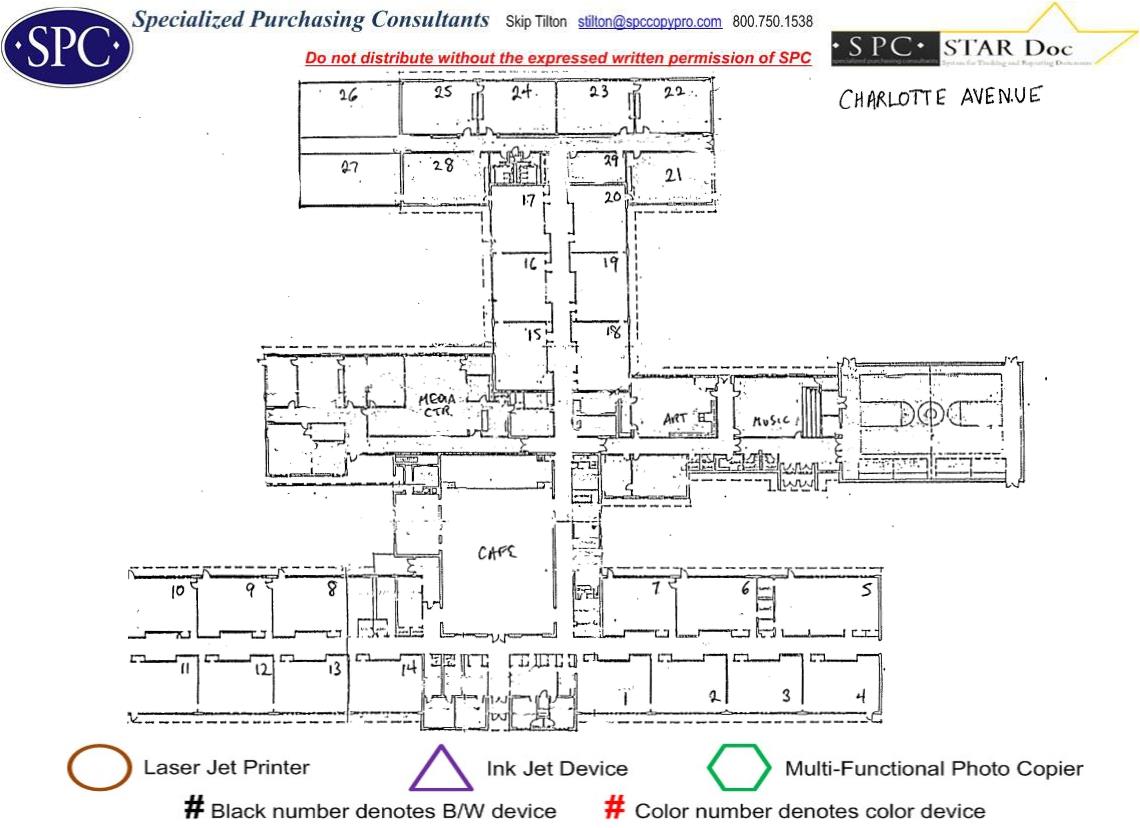 SPC Specialized Purchasing Consultants Skip Tilton stilton@spccopypro.com 800.750.1538
Do not distribute without the expressed written permission of SPC
·SPC· STAR Doc
specialized purchasing consultants System for Tracking and Reporting Documents
CHARLOTTE AVENUE
26 25 24 23 22
27 28 29 21
17 20
16 19
15 18
MEDIA
CTR.
ART MUSIC
CAFE
10 9 8 7 6 5
11 12 13 14 1 2 3 4
Laser Jet Printer Ink Jet Device Multi-Functional Photo Copier
# Black number denotes B/W device # Color number denotes color device